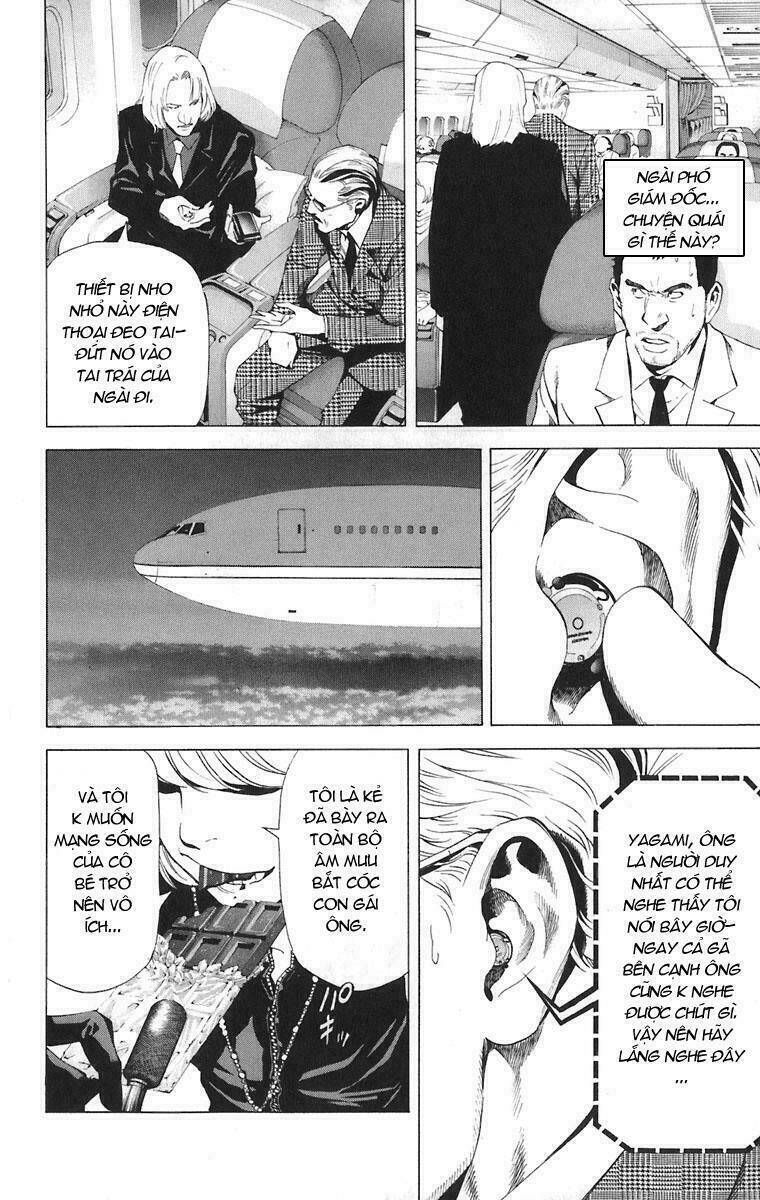 NGÀI PHÓ
GIÁM ĐỐC...
CHUYỆN QUÁI
GÌ THẾ NÀY?
...
THIẾT BỊ NHO
NHỎ NÀY ĐIỆN
THOẠI ĐEO TAI-
ĐÚT NÓ VÀO
TAI TRÁI CỦA
NGÀI ĐI.
YAGAMI, ÔNG
LÀ NGƯỜI DUY
NHẤT CÓ THỂ
NGHE THẤY TÔI
NÓI BÂY GIỜ-
NGAY CẢ GÃ
BÊN CẠNH ÔNG
CŨNG K NGHE
ĐƯỢC CHÚT GÌ.
VẬY NÊN HÃY
LẮNG NGHE ĐÂY
...
TÔI LÀ KẺ
ĐÃ BÀY RA
TOÀN BỘ
ÂM MƯU
BẮT CÓC
CON GÁI
ÔNG.
VÀ TÔI
K MUỐN
MẠNG SỐNG
CỦA CÔ
BÉ TRỞ
NÊN VÔ
ÍCH...
パキッ